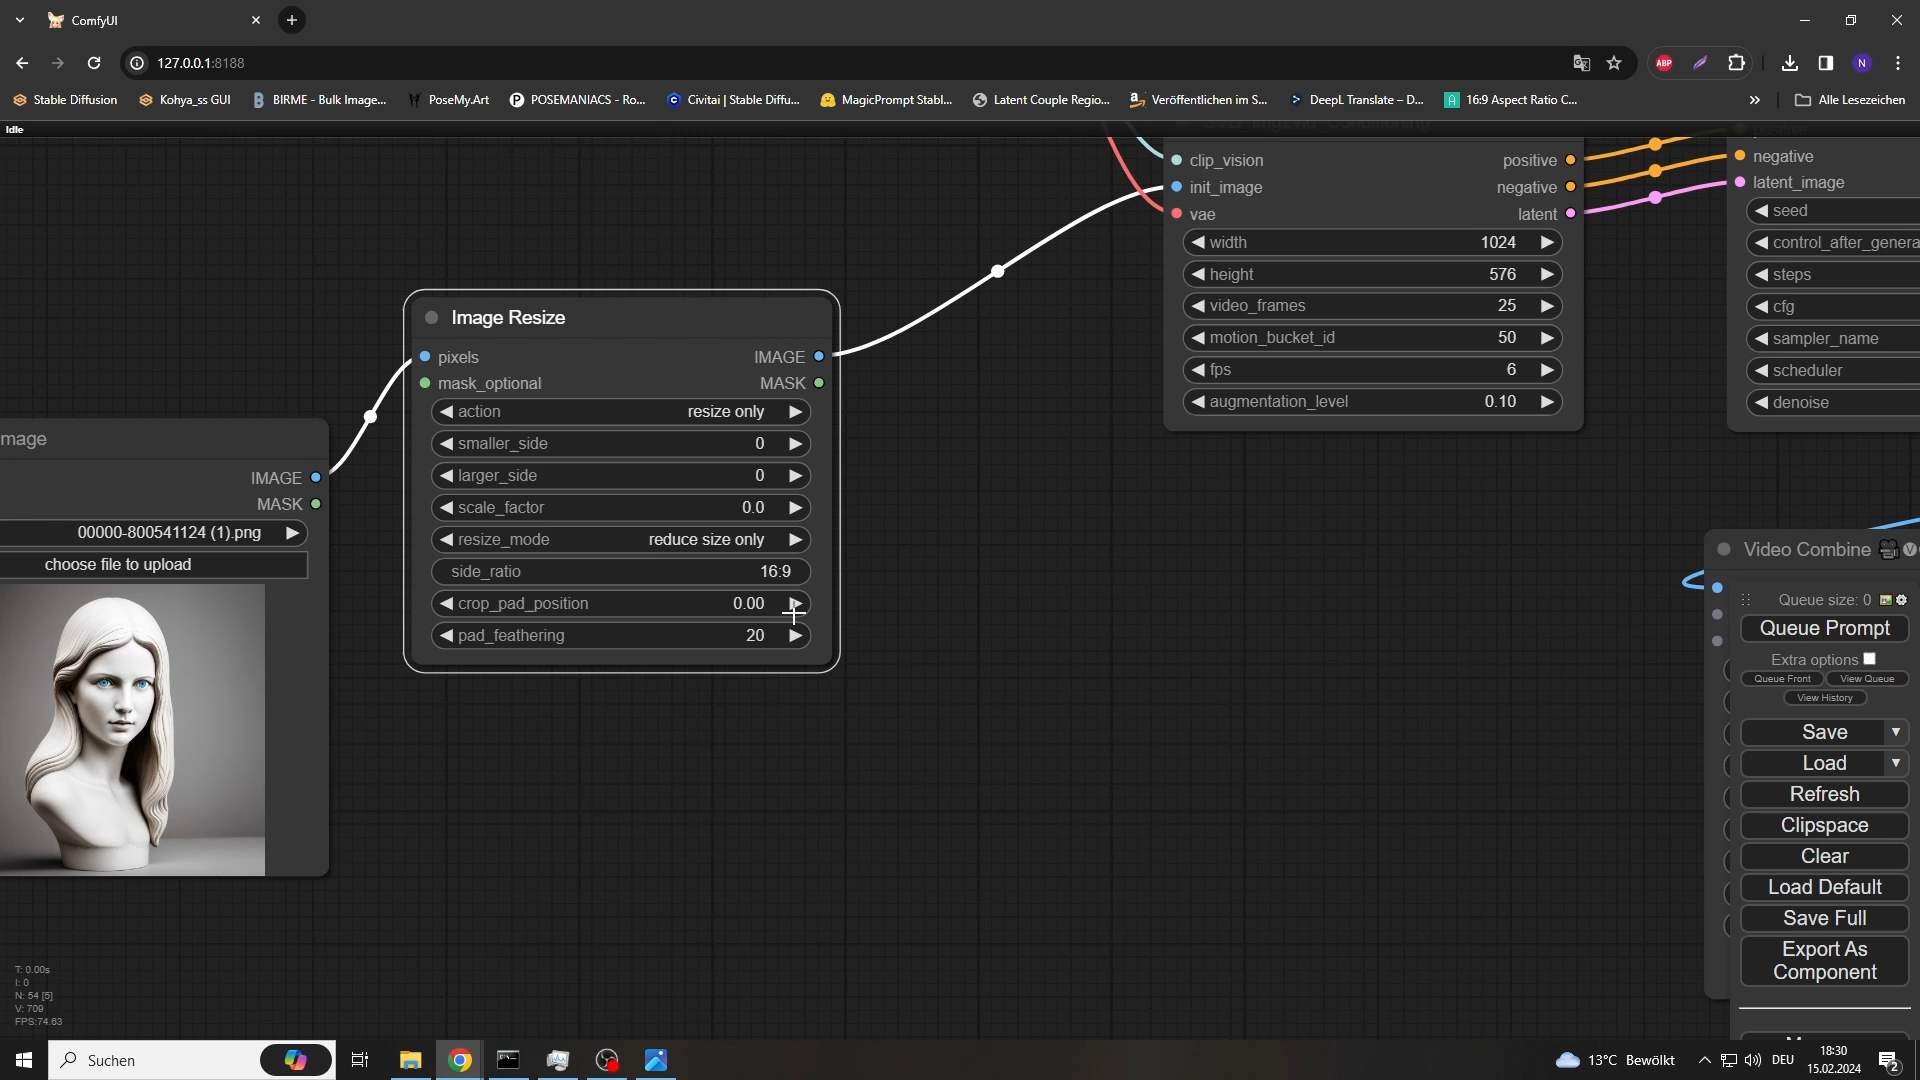 ComfyUI
127.0.0.1:8188
ABP
N
Stable Diffusion
Kohya_ss GUI
BIRME - Bulk Image...
PoseMy.Art
POSEMANIACS - Ro...
Civitai | Stable Diffu...
MagicPrompt Stabl...
Latent Couple Regio...
Veröffentlichen im S...
DeepL Translate – D...
16:9 Aspect Ratio C...
Alle Lesezeichen
Idle
clip_vision
init_image
vae
positive
negative
latent
width 1024
height 576
video_frames 25
motion_bucket_id 50
fps 6
augmentation_level 0.10
positive
negative
latent_image
seed
control_after_genera
steps
cfg
sampler_name
scheduler
denoise
Image Resize
pixels IMAGE
mask_optional MASK
action resize only
smaller_side 0
larger_side 0
scale_factor 0.0
resize_mode reduce size only
side_ratio 16:9
crop_pad_position 0.00
pad_feathering 20
mage
IMAGE
MASK
00000-800541124 (1).png
choose file to upload
Video Combine
Queue size: 0
Queue Prompt
Extra options
Queue Front
View Queue
View History
Save
Load
Refresh
Clipspace
Clear
Load Default
Save Full
Export As
Component
T: 0.00s
I: 0
N: 54 [5]
V: 709
FPS:74.63
Suchen
13°C Bewölkt
DEU
18:30
15.02.2024
2